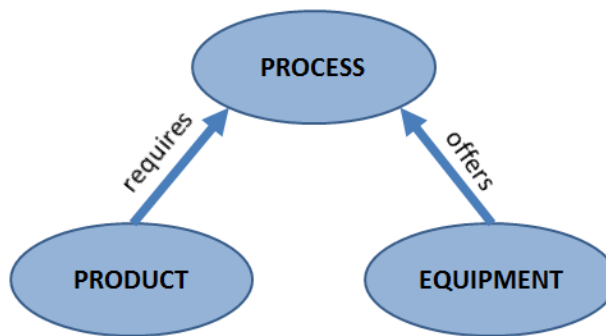 PROCESS
requires
offers
PRODUCT
EQUIPMENT